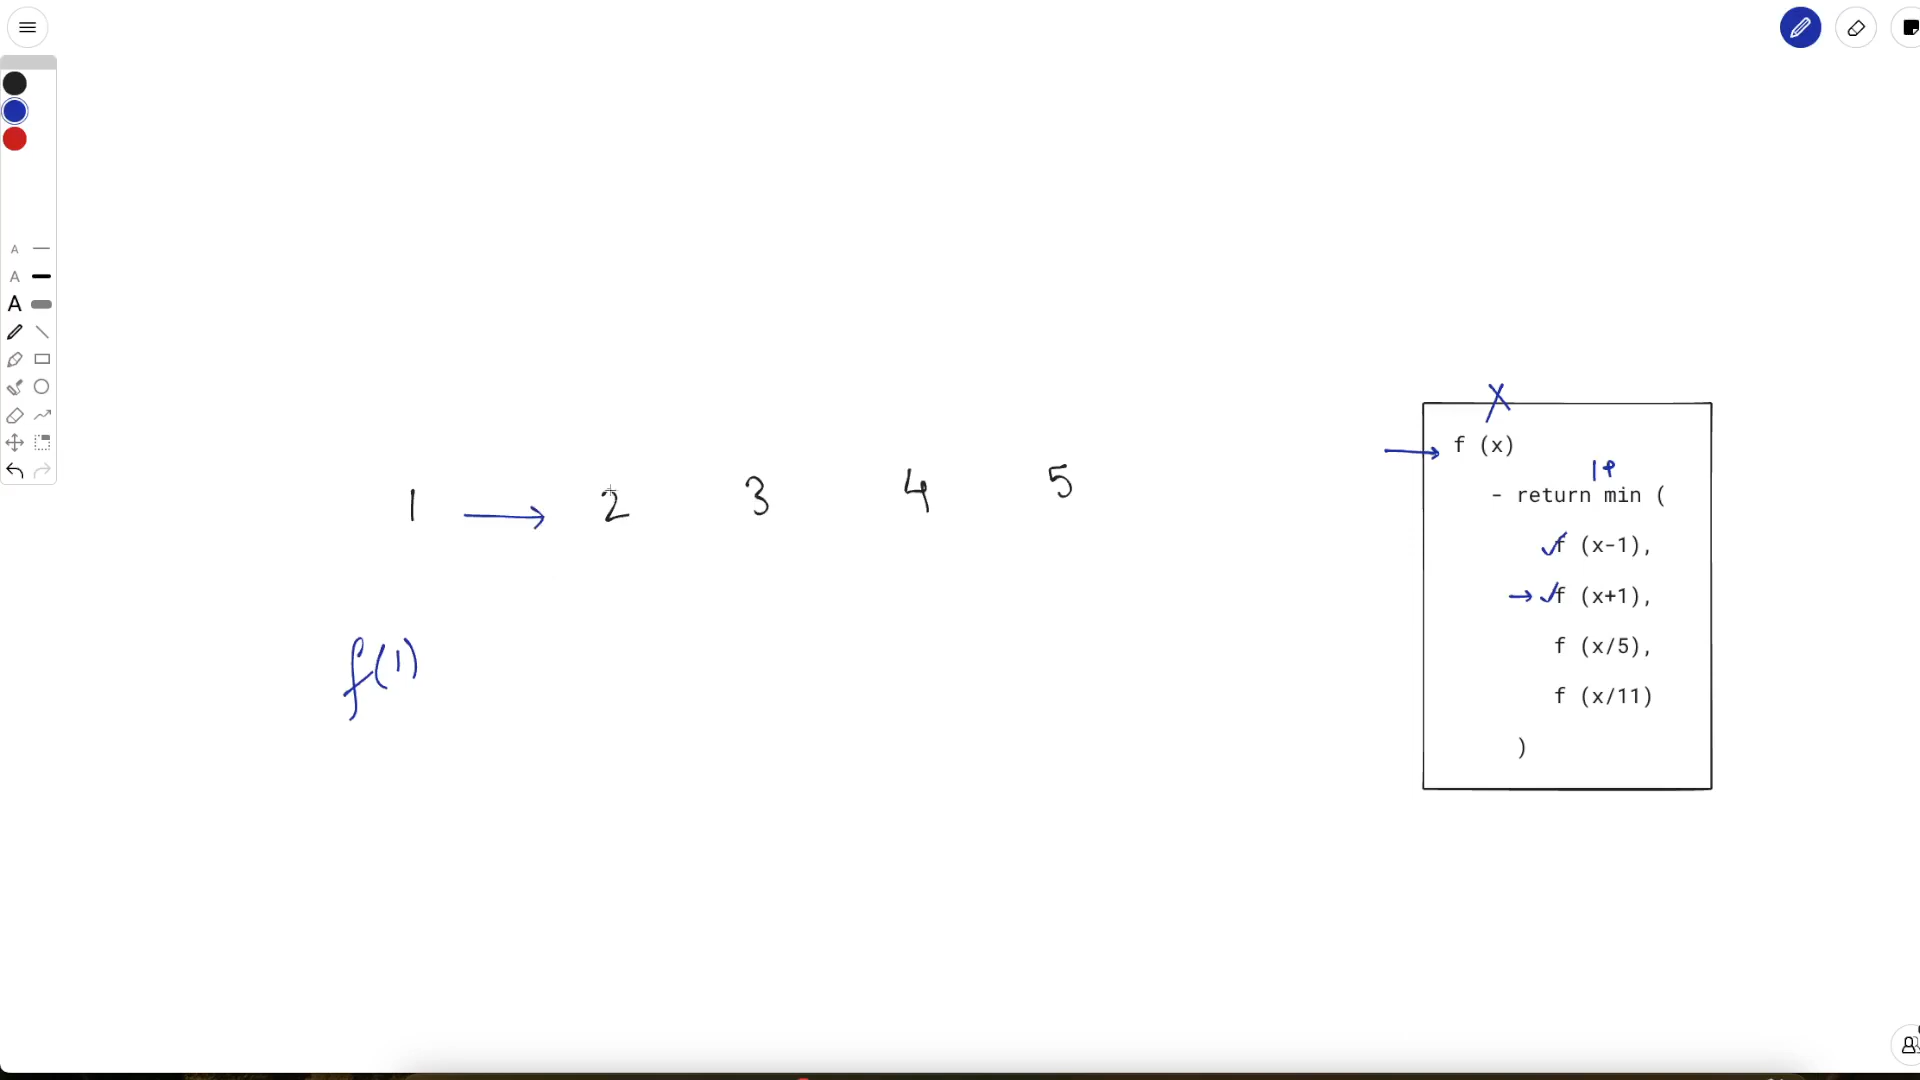 A
A
A
1 → 2 3 4 5
f(1)
X
→ f (x)
- return min (
✓f (x-1),
→ ✓f (x+1),
f (x/5),
f (x/11)
)